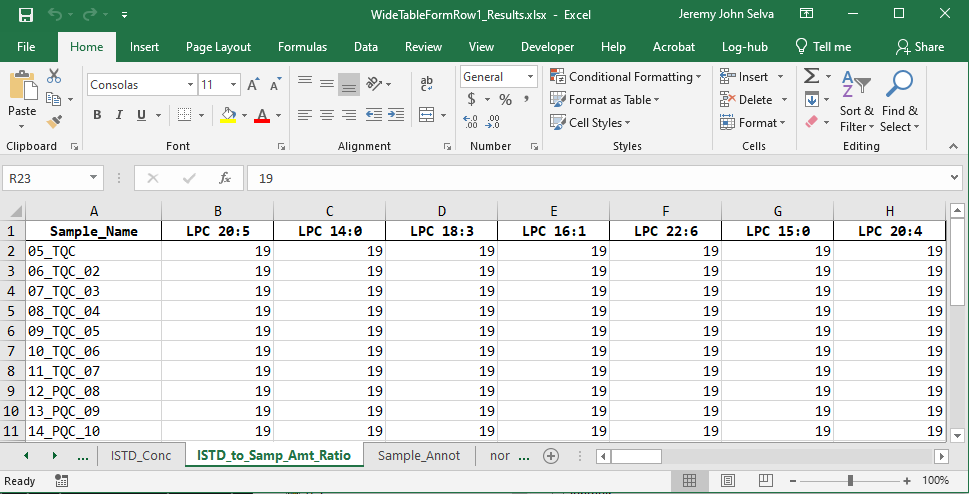 WideTableFormRow1_Results.xlsx - Excel Jeremy John Selva
File Home Insert Page Layout Formulas Data Review View Developer Help Acrobat Log-hub Tell me Share
Consolas 11 A A ab General Conditional Formatting Insert Σ A
Paste B I U A $ % , Format as Table Delete Z Sort & Find &
.00 .0 .00 Cell Styles Format Filter Select
Clipboard Font Alignment Number Styles Cells Editing
R23 fx 19
A B C D E F G H
1 Sample_Name LPC 20:5 LPC 14:0 LPC 18:3 LPC 16:1 LPC 22:6 LPC 15:0 LPC 20:4
2 05_TQC 19 19 19 19 19 19 19
3 06_TQC_02 19 19 19 19 19 19 19
4 07_TQC_03 19 19 19 19 19 19 19
5 08_TQC_04 19 19 19 19 19 19 19
6 09_TQC_05 19 19 19 19 19 19 19
7 10_TQC_06 19 19 19 19 19 19 19
8 11_TQC_07 19 19 19 19 19 19 19
9 12_PQC_08 19 19 19 19 19 19 19
10 13_PQC_09 19 19 19 19 19 19 19
11 14_PQC_10 19 19 19 19 19 19 19
... ISTD_Conc ISTD_to_Samp_Amt_Ratio Sample_Annot nor ...
Ready 100%